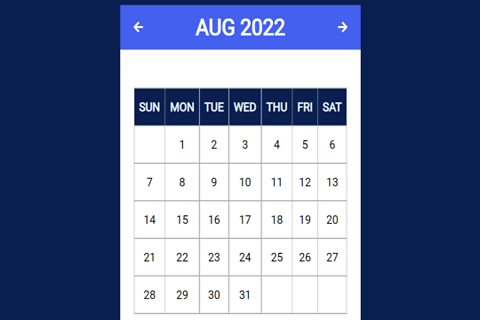 ← AUG 2022 →
SUN MON TUE WED THU FRI SAT
1 2 3 4 5 6
7 8 9 10 11 12 13
14 15 16 17 18 19 20
21 22 23 24 25 26 27
28 29 30 31